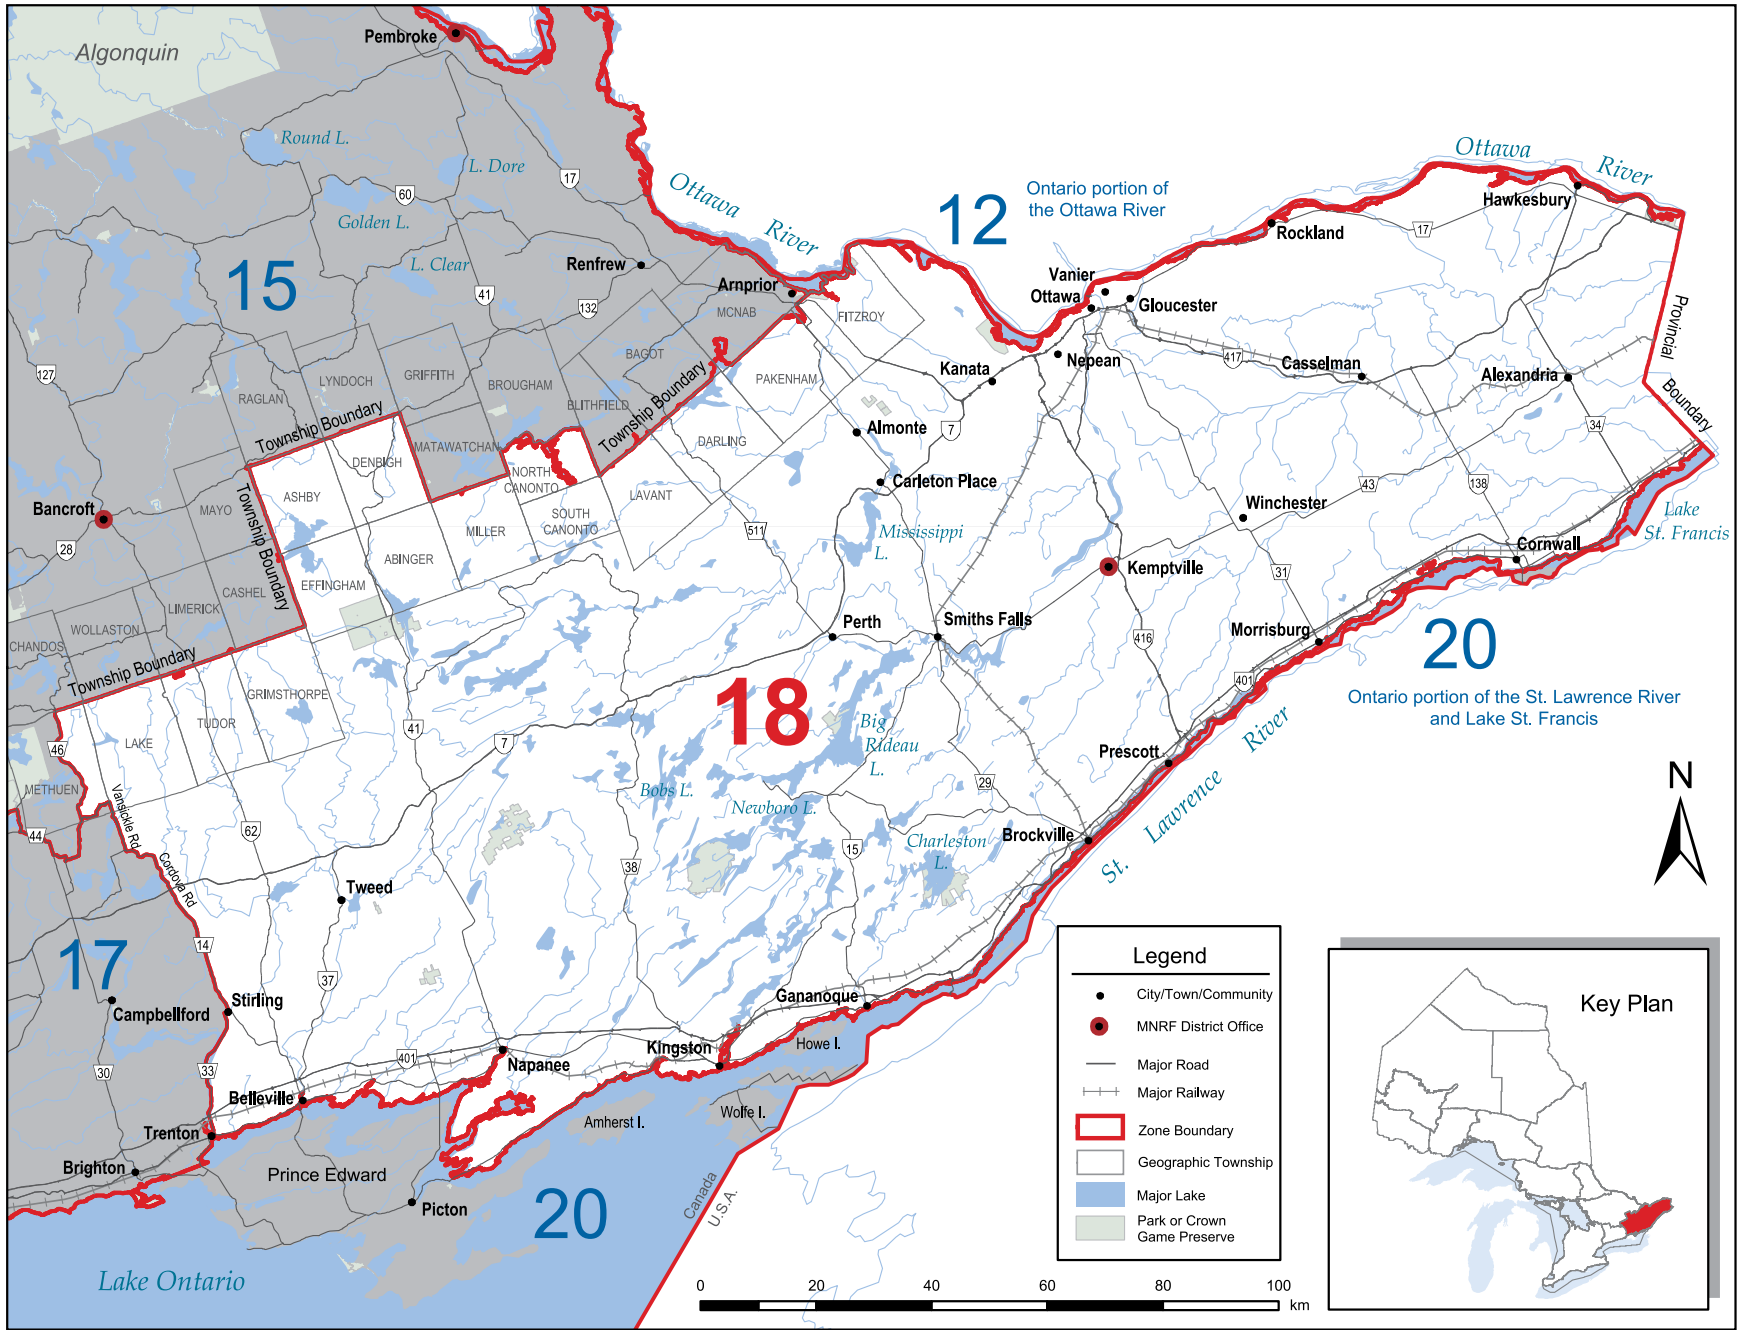 Algonquin
Pembroke
Round L.
L. Dore
60
17
Golden L.
L. Clear
15
41
Renfrew
132
Arnprior
MCNAB
Ottawa
River
12
Ontario portion of
the Ottawa River
Ottawa
River
Hawkesbury
17
Rockland
Vanier
Ottawa
Gloucester
FITZROY
Nepean
Kanata
417
Casselman
Alexandria
Provincial
Boundary
127
RAGLAN
LYNDOCH
GRIFFITH
BROUGHAM
BAGOT
BLITHFIELD
PAKENHAM
Township Boundary
Township Boundary
MATAWATCHAN
DENBIGH
DARLING
Almonte
7
34
Bancroft
28
MAYO
ASHBY
Township Boundary
NORTH
CANONTO
SOUTH
CANONTO
LAVANT
MILLER
ABINGER
511
Carleton Place
Mississippi
L.
Winchester
43
138
Lake
St. Francis
Cornwall
Kemptville
31
EFFINGHAM
CASHEL
LIMERICK
WOLLASTON
CHANDOS
Township Boundary
Perth
Smiths Falls
416
Morrisburg
20
Ontario portion of the St. Lawrence River
and Lake St. Francis
401
GRIMSTHORPE
TUDOR
LAKE
46
METHUEN
44
41
7
18
Big
Rideau
L.
Bobs L.
Newboro L.
29
Prescott
St. Lawrence River
Vansickle Rd
Cordova Rd
62
38
15
Charleston
L.
Brockville
Tweed
17
14
37
Campbellford
Stirling
30
33
401
Gananoque
Howe I.
Kingston
Napanee
Belleville
Trenton
Brighton
Amherst I.
Wolfe I.
Prince Edward
Picton
20
Canada
U.S.A.
Lake Ontario
N
Legend
City/Town/Community
MNRF District Office
Major Road
Major Railway
Zone Boundary
Geographic Township
Major Lake
Park or Crown
Game Preserve
Key Plan
0 20 40 60 80 100
km